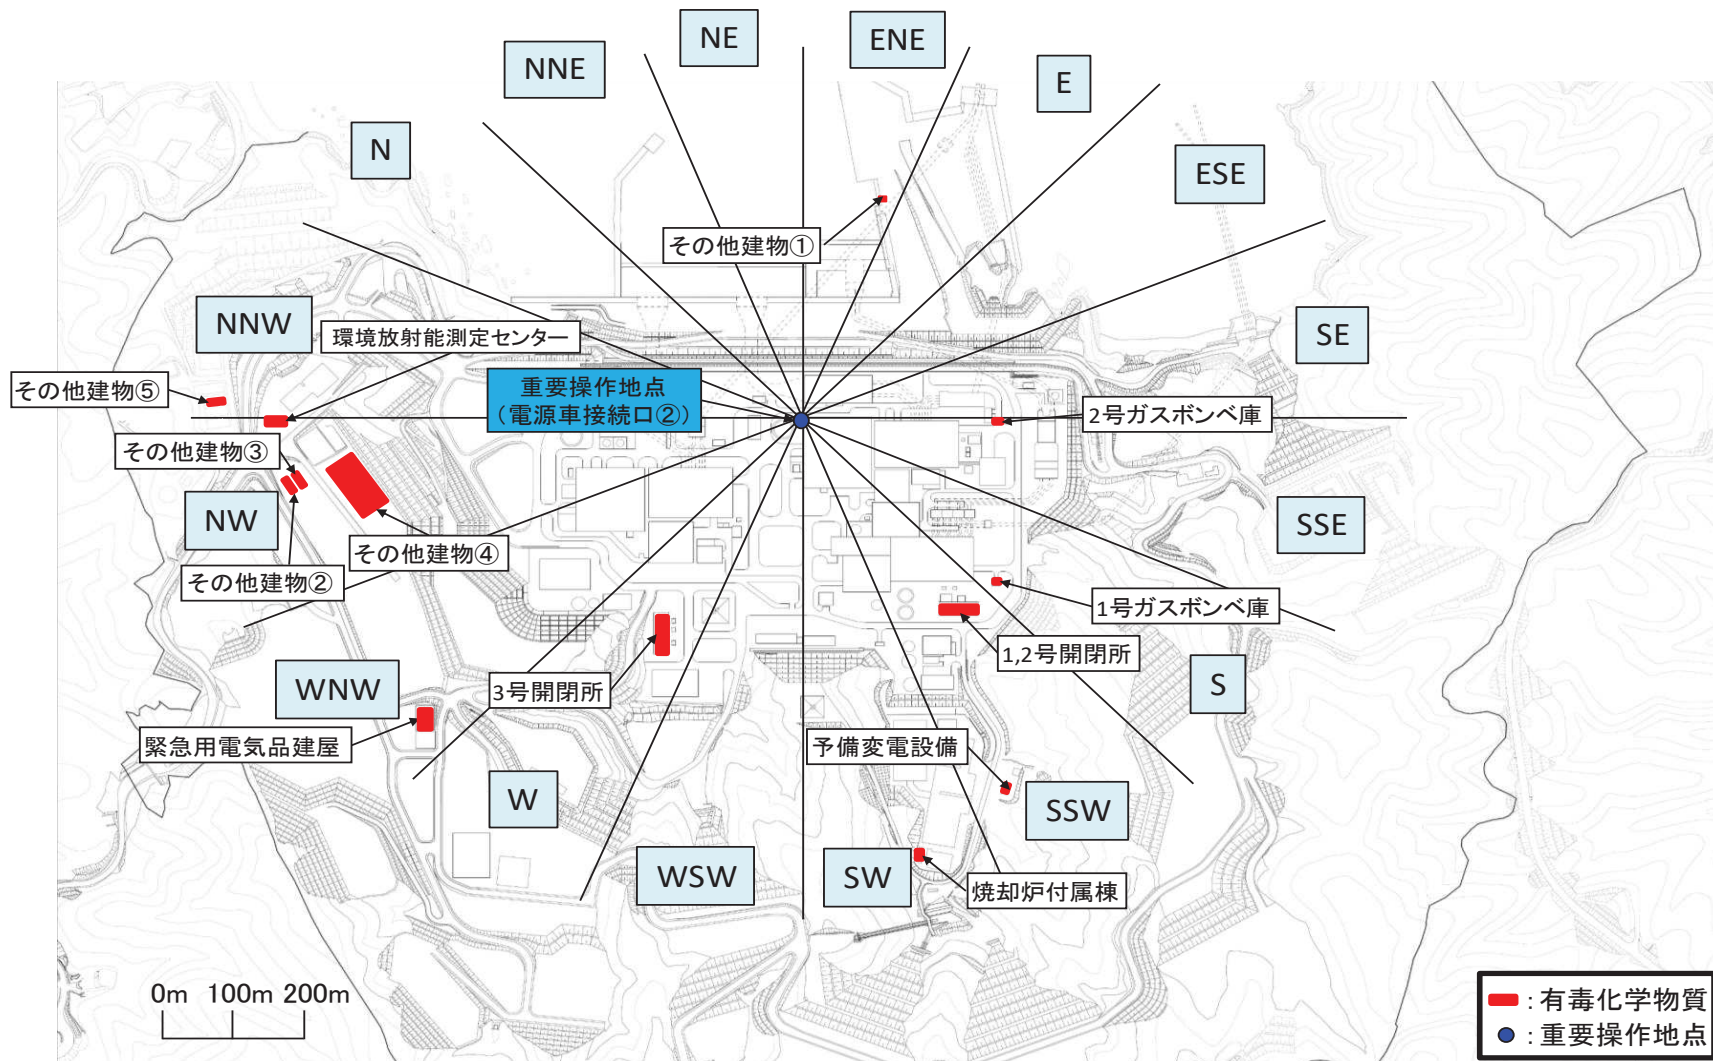 NE
ENE
NNE
E
N
ESE
その他建物①
NNW
SE
環境放射能測定センター
その他建物⑤
重要操作地点
（電源車接続口②）
2号ガスボンベ庫
その他建物③
NW
SSE
その他建物④
その他建物②
1号ガスボンベ庫
1,2号開閉所
WNW
3号開閉所
S
緊急用電気品建屋
予備変電設備
W
SSW
WSW
SW
焼却炉付属棟
0m 100m 200m
：有毒化学物質
：重要操作地点